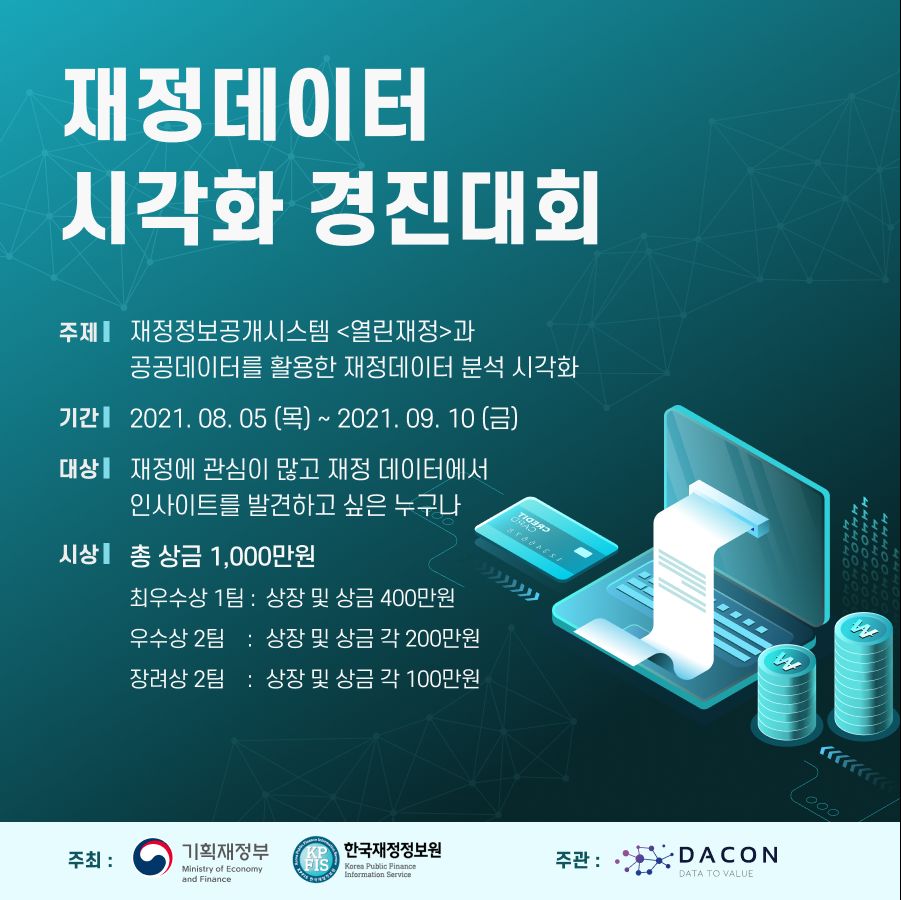 재정데이터
시각화 경진대회
주제 재정정보공개시스템 <열린재정>과
공공데이터를 활용한 재정데이터 분석 시각화
기간 2021. 08. 05 (목) ~ 2021. 09. 10 (금)
대상 재정에 관심이 많고 재정 데이터에서
인사이트를 발견하고 싶은 누구나
시상 총 상금 1,000만원
최우수상 1팀 : 상장 및 상금 400만원
우수상 2팀 : 상장 및 상금 각 200만원
장려상 2팀 : 상장 및 상금 각 100만원
CREDIT
CARD
주최 :
기획재정부
Ministry of Economy
and Finance
KP
FIS
한국재정정보원
Korea Public Finance
Information Service
주관 :
DACON
DATA TO VALUE